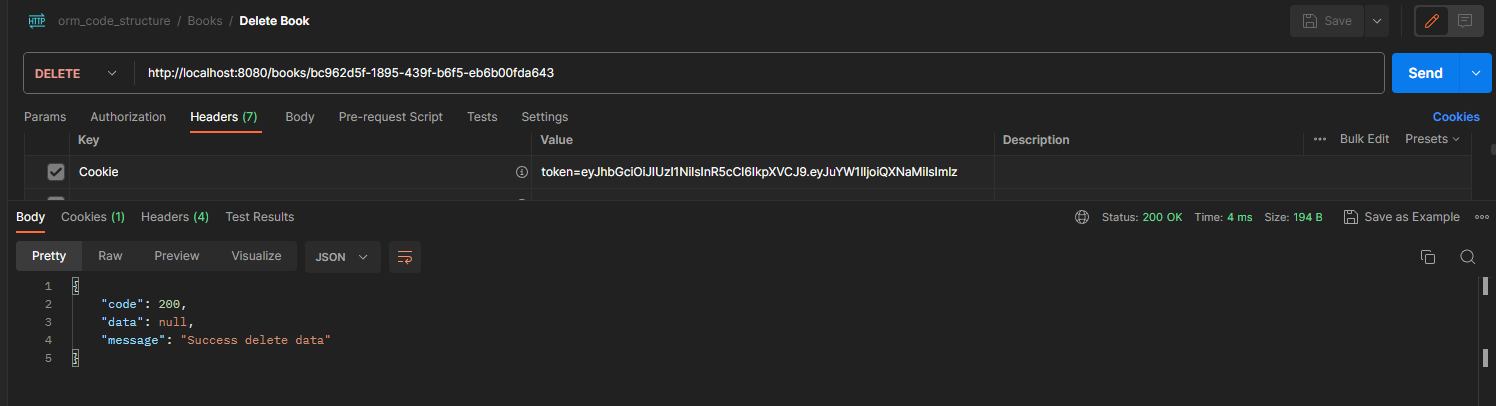 HTTP orm_code_structure / Books / Delete Book Save
DELETE http://localhost:8080/books/bc962d5f-1895-439f-b6f5-eb6b00fda643 Send
Params Authorization Headers (7) Body Pre-request Script Tests Settings Cookies
Key Value Description Bulk Edit Presets
Cookie token=eyJhbGciOiJIUzI1NiIsInR5cCI6IkpXVCJ9.eyJuYW1lIjoiQXNaMiIsImlz
Body Cookies (1) Headers (4) Test Results Status: 200 OK Time: 4 ms Size: 194 B Save as Example
Pretty Raw Preview Visualize JSON
1 {
2 "code": 200,
3 "data": null,
4 "message": "Success delete data"
5 }